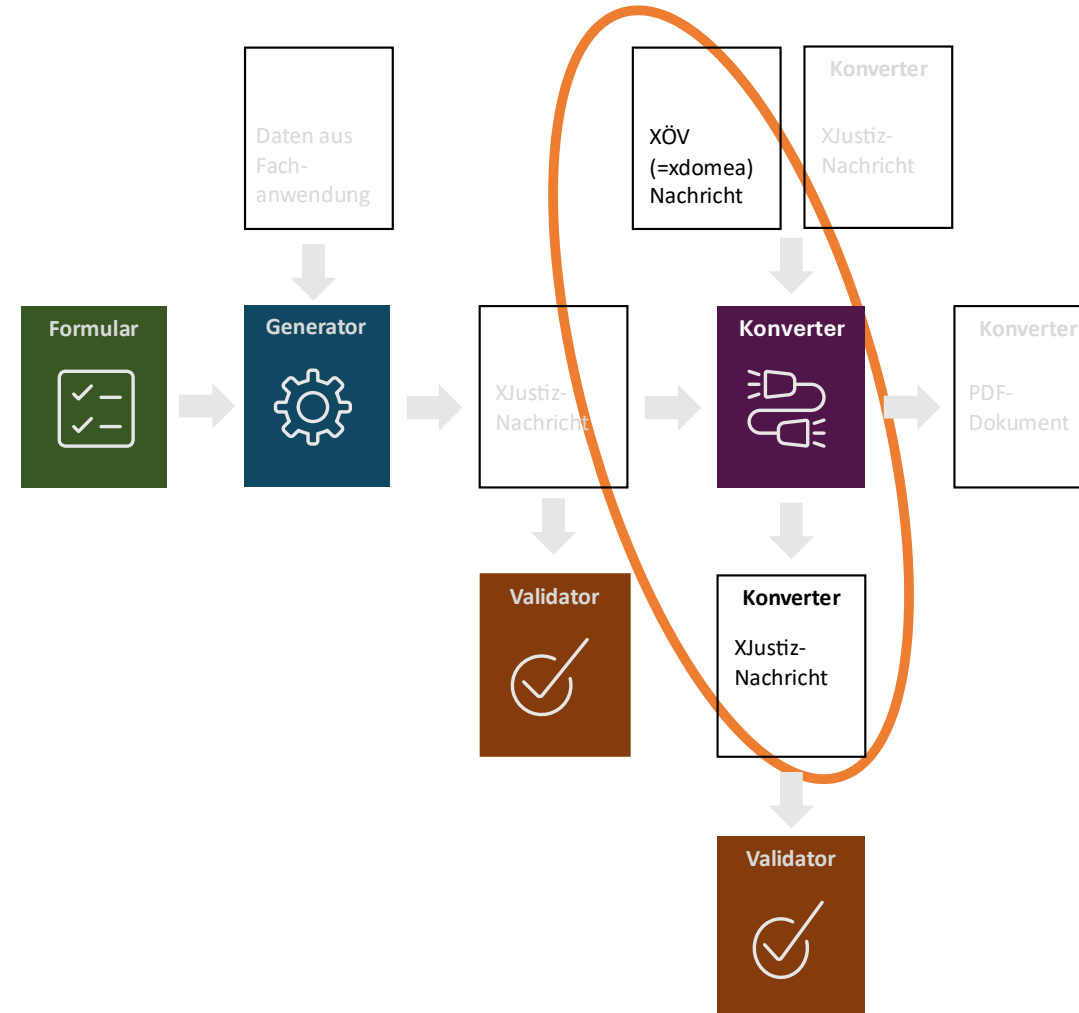 Daten aus
Fach-
anwendung
XÖV
(=xdomea)
Nachricht
Konverter
XJustiz-
Nachricht
Formular
Generator
XJustiz-
Nachricht
Konverter
Konverter
PDF-
Dokument
Validator
Konverter
XJustiz-
Nachricht
Validator